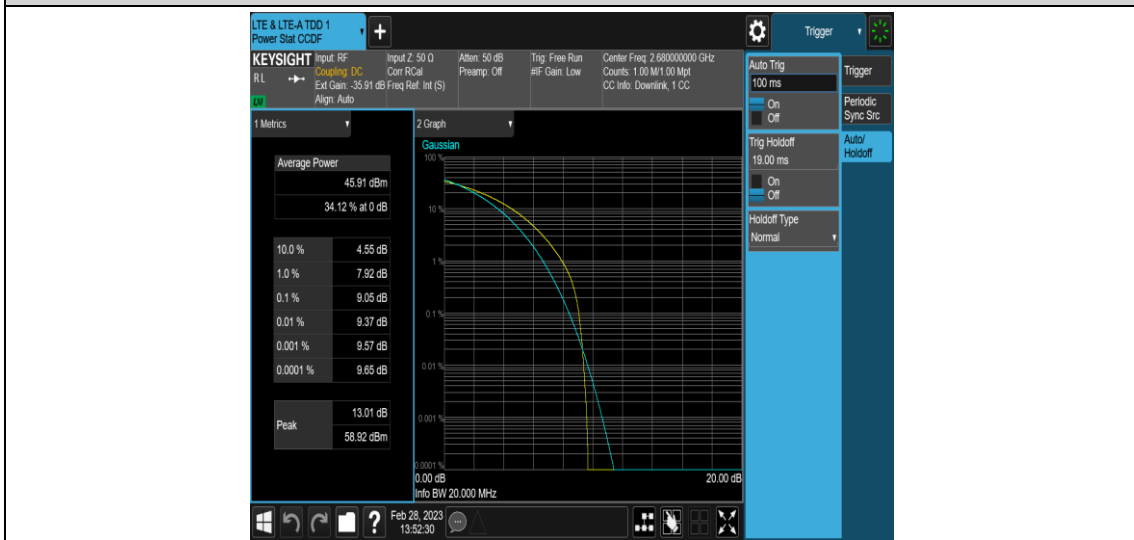 LTE & LTE-A TDD 1
Power Stat CCDF
+
Trigger
KEYSIGHT
RL
LXI
Input: RF
Coupling: DC
Ext Gain: -35.91 dB
Align: Auto
Input Z: 50 Ω
Corr RCal
Freq Ref: Int (S)
Atten: 50 dB
Preamp: Off
Trig: Free Run
#IF Gain: Low
Center Freq: 2.680000000 GHz
Counts: 1.00 M/1.00 Mpt
CC Info: Downlink, 1 CC
1 Metrics
Average Power
45.91 dBm
34.12 % at 0 dB
10.0 % 4.55 dB
1.0 % 7.92 dB
0.1 % 9.05 dB
0.01 % 9.37 dB
0.001 % 9.57 dB
0.0001 % 9.65 dB
Peak
13.01 dB
58.92 dBm
2 Graph
Gaussian
100 %
10 %
1 %
0.1 %
0.01 %
0.001 %
0.0001 %
0.00 dB 20.00 dB
Info BW 20.000 MHz
Auto Trig
100 ms
On
Off
Trig Holdoff
19.00 ms
On
Off
Holdoff Type
Normal
Trigger
Periodic
Sync Src
Auto/
Holdoff
?
Feb 28, 2023
13:52:30